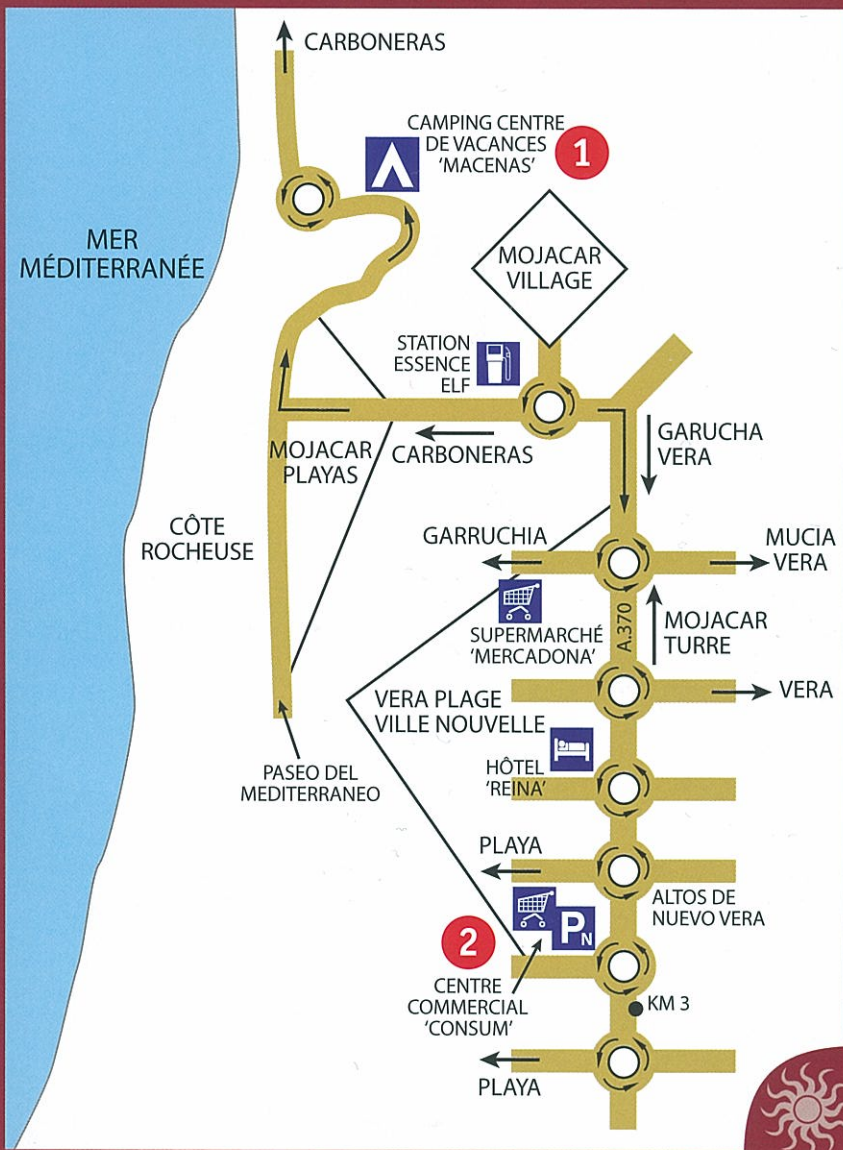 CARBONERAS
CAMPING CENTRE
DE VACANCES
'MACENAS'
1
MER
MÉDITERRANÉE
MOJACAR
VILLAGE
STATION
ESSENCE
ELF
MOJACAR
PLAYAS
CARBONERAS
GARUCHA
VERA
CÔTE
ROCHEUSE
GARRUCHIA
MUCIA
VERA
SUPERMARCHÉ
'MERCADONA'
A.370
MOJACAR
TURRE
VERA PLAGE
VILLE NOUVELLE
VERA
PASEO DEL
MEDITERRANEO
HÔTEL
'REINA'
PLAYA
ALTOS DE
NUEVO VERA
PN
2
CENTRE
COMMERCIAL
'CONSUM'
KM 3
PLAYA